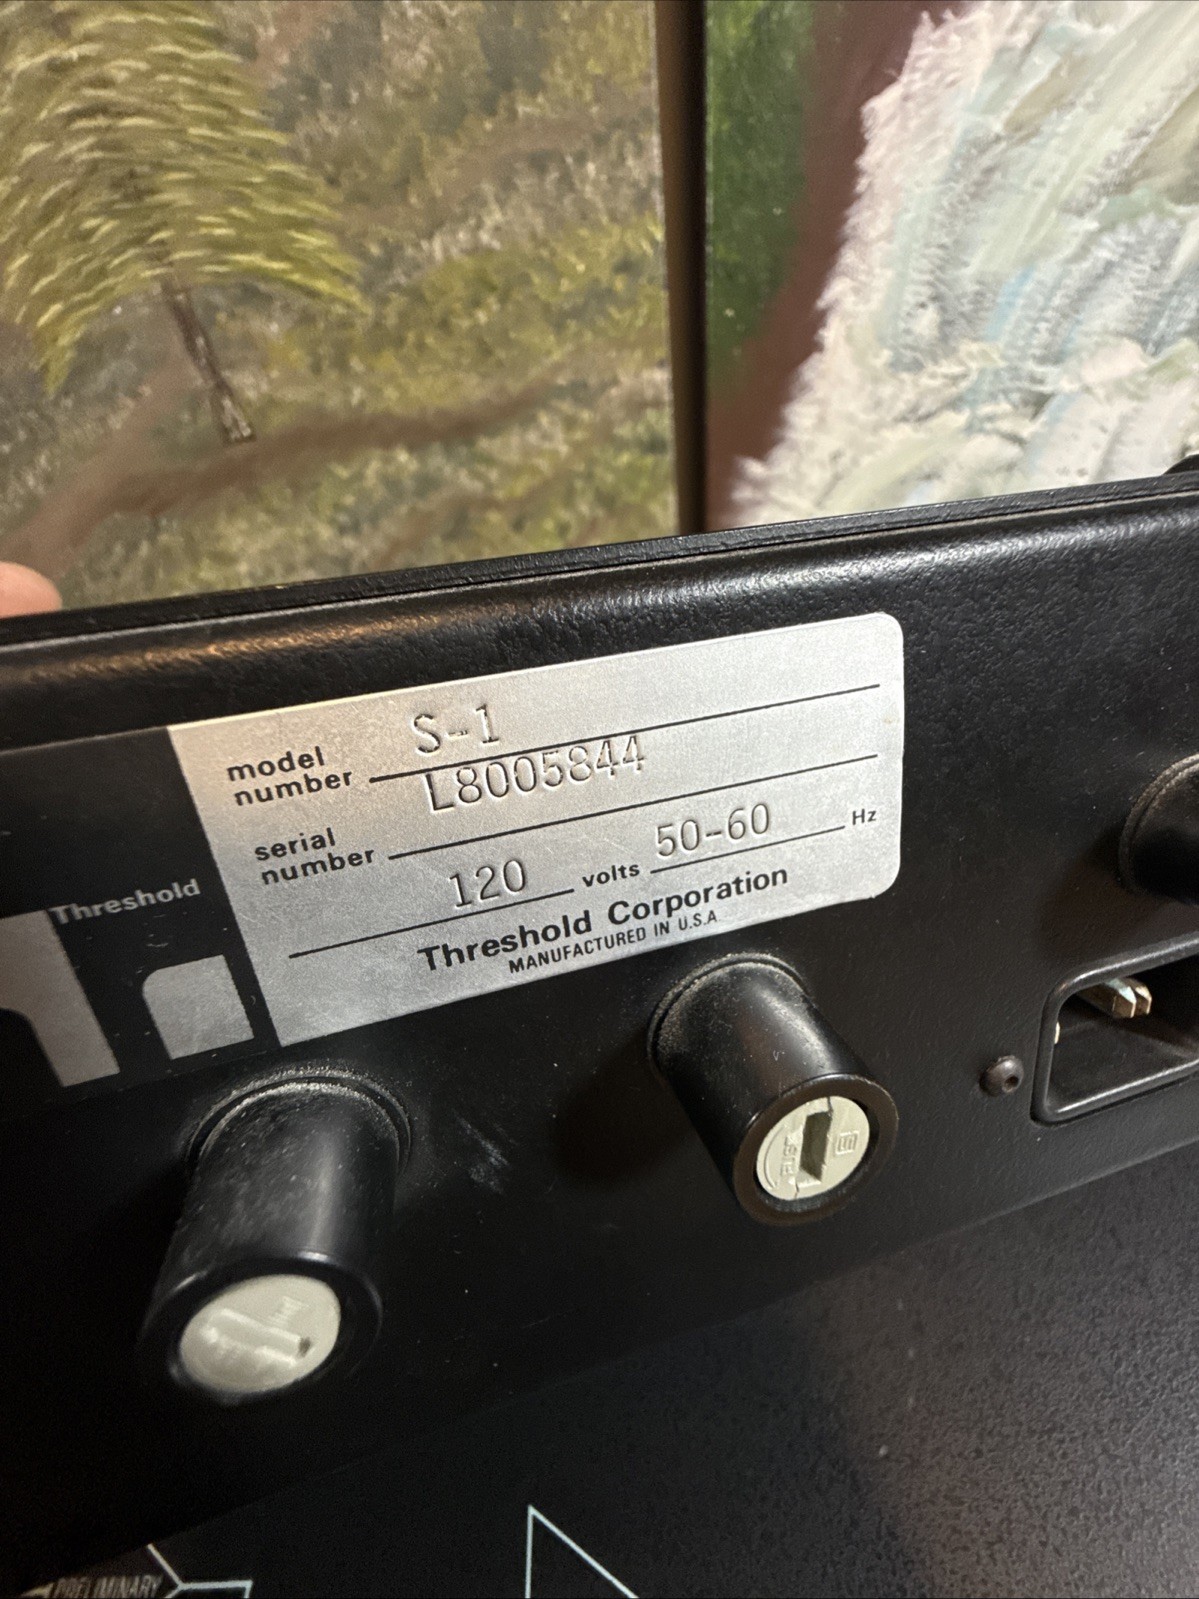 model
number S-1
serial
number L8005844
120 volts 50-60 Hz
Threshold Corporation
MANUFACTURED IN U.S.A
Threshold
PRELIMINARY